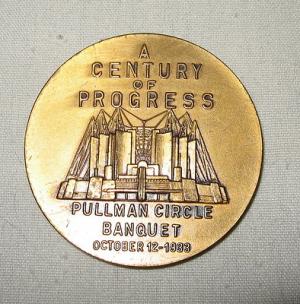 A
CENTURY
OF
PROGRESS
PULLMAN CIRCLE
BANQUET
OCTOBER 12-1933